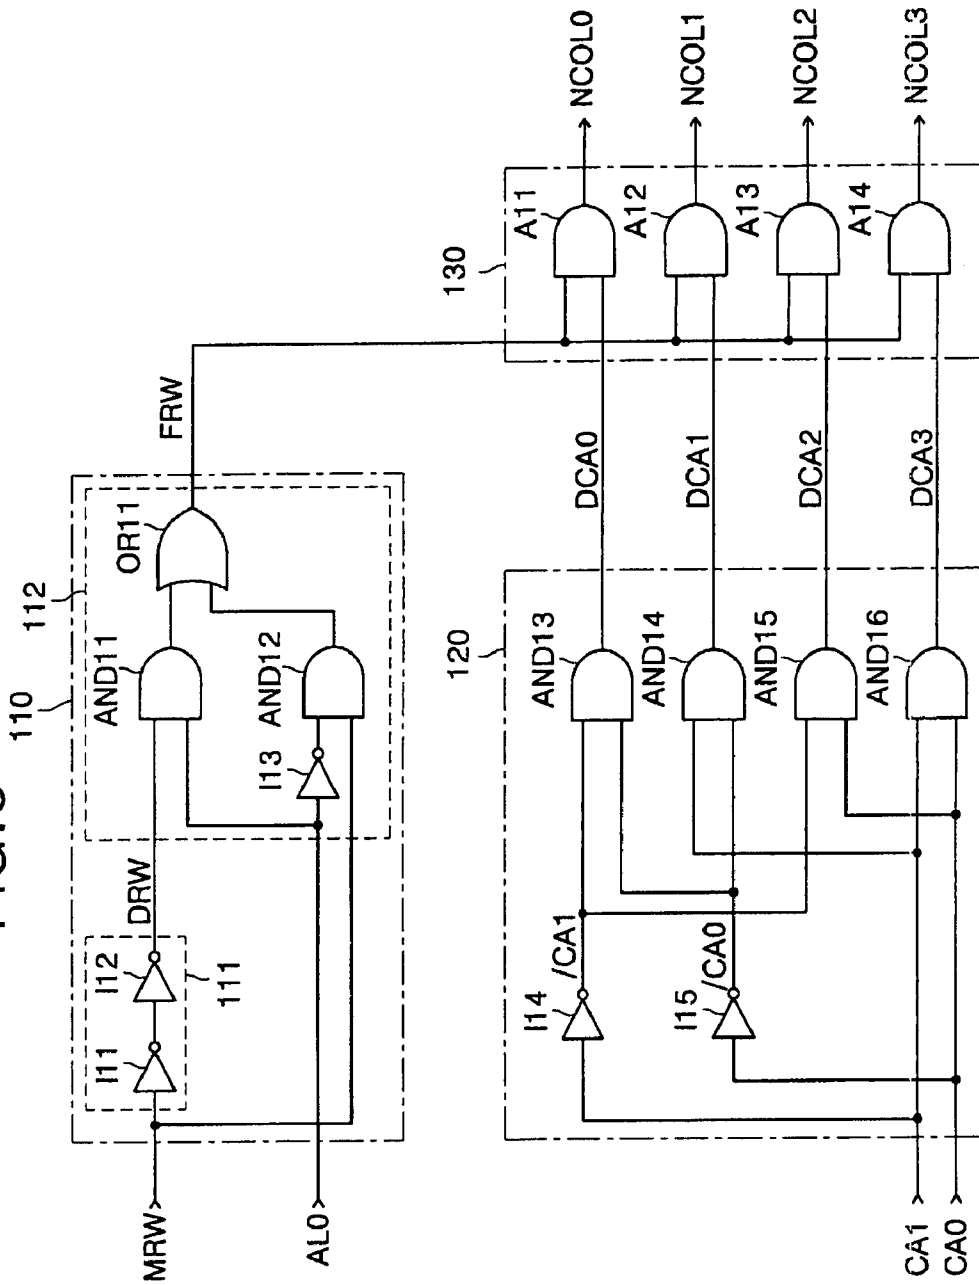 110
112
MRW
I11
I12
111
DRW
AND11
OR11
FRW
AL0
I13
AND12
130
A11
NCOL0
A12
NCOL1
A13
NCOL2
A14
NCOL3
120
I14
/CA1
AND13
DCA0
I15
/CA0
AND14
DCA1
AND15
DCA2
AND16
DCA3
CA1
CA0